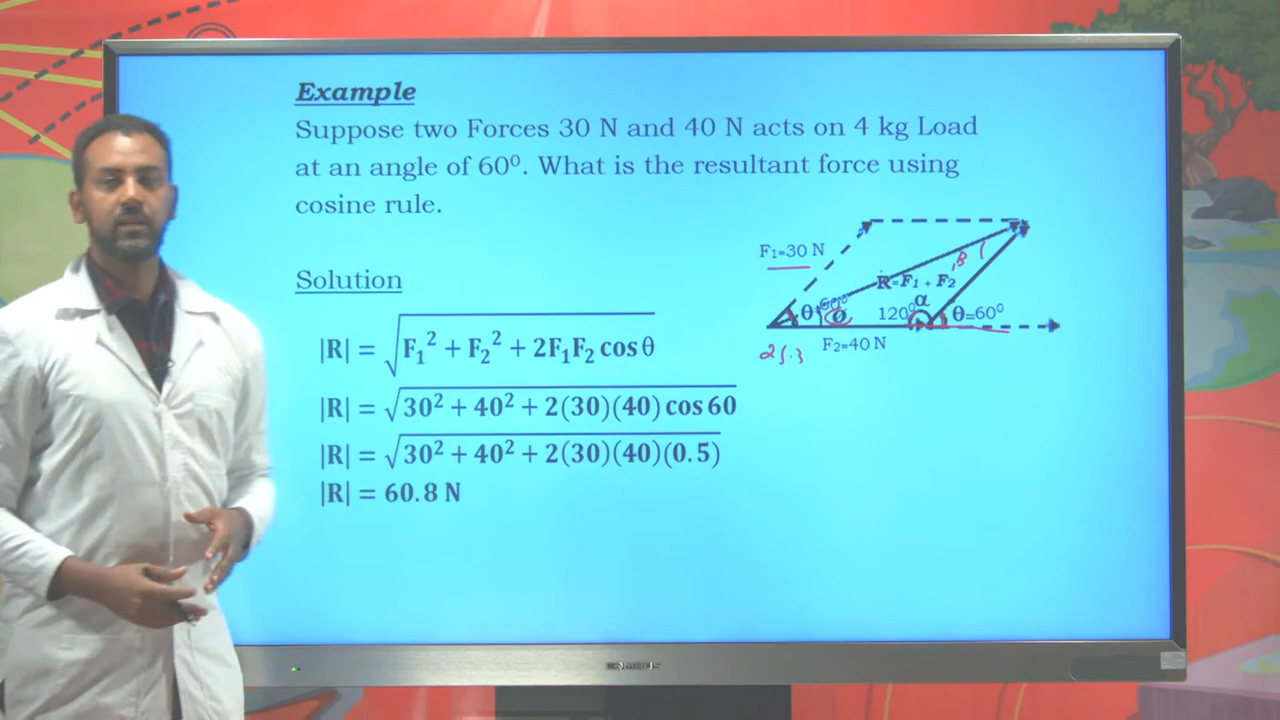 Example
Suppose two Forces 30 N and 40 N acts on 4 kg Load
at an angle of 60⁰. What is the resultant force using
cosine rule.
Solution
|R| = √(F₁² + F₂² + 2F₁F₂ cos θ)
|R| = √(30² + 40² + 2(30)(40) cos 60)
|R| = √(30² + 40² + 2(30)(40)(0.5))
|R| = 60.8 N
F₁=30 N
R=F₁ + F₂
β
θ
Ø
120⁰
α
θ=60⁰
F₂=40 N
25.3